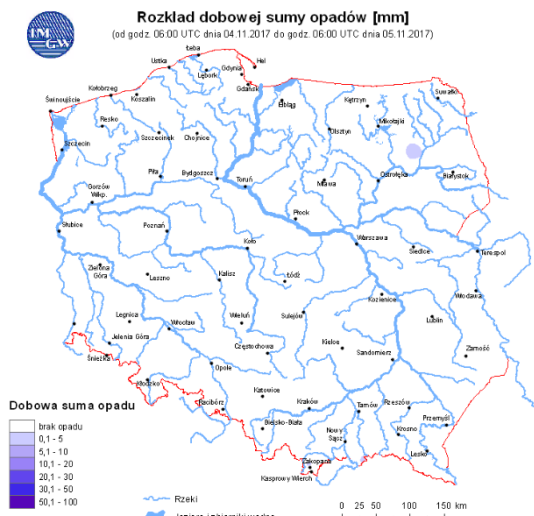 IM
GW
Rozkład dobowej sumy opadów [mm]
(od godz. 06:00 UTC dnia 04.11.2017 do godz. 06:00 UTC dnia 05.11.2017)
Łeba
Ustka
Hel
Gdynia
Lębork
Gdańsk
Kołobrzeg
Koszalin
Świnoujście
Elbląg
Kętrzyn
Suwałki
Resko
Mikołajki
Szczecinek
Chojnice
Olsztyn
Szczecin
Piła
Bydgoszcz
Toruń
Mława
Ostrołęka
Białystok
Gorzów
Wlkp.
Płock
Słubice
Poznań
Koło
Warszawa
Siedlce
Terespol
Zielona
Góra
Leszno
Kalisz
Łódź
Kozienice
Włodawa
Legnica
Wieluń
Sulejów
Lublin
Wrocław
Jelenia Góra
Śnieżka
Częstochowa
Kielce
Sandomierz
Zamość
Opole
Kłodzko
Katowice
Racibórz
Kraków
Tarnów
Rzeszów
Bielsko-Biała
Przemyśl
Nowy
Sącz
Krosno
Lesko
Zakopane
Kasprowy Wierch
Dobowa suma opadu
brak opadu
0,1 - 5
5,1 - 10
10,1 - 20
20,1 - 30
30,1 - 50
50,1 - 100
Rzeki
Jeziora i zbiorniki wodne
0 25 50 100 150 km